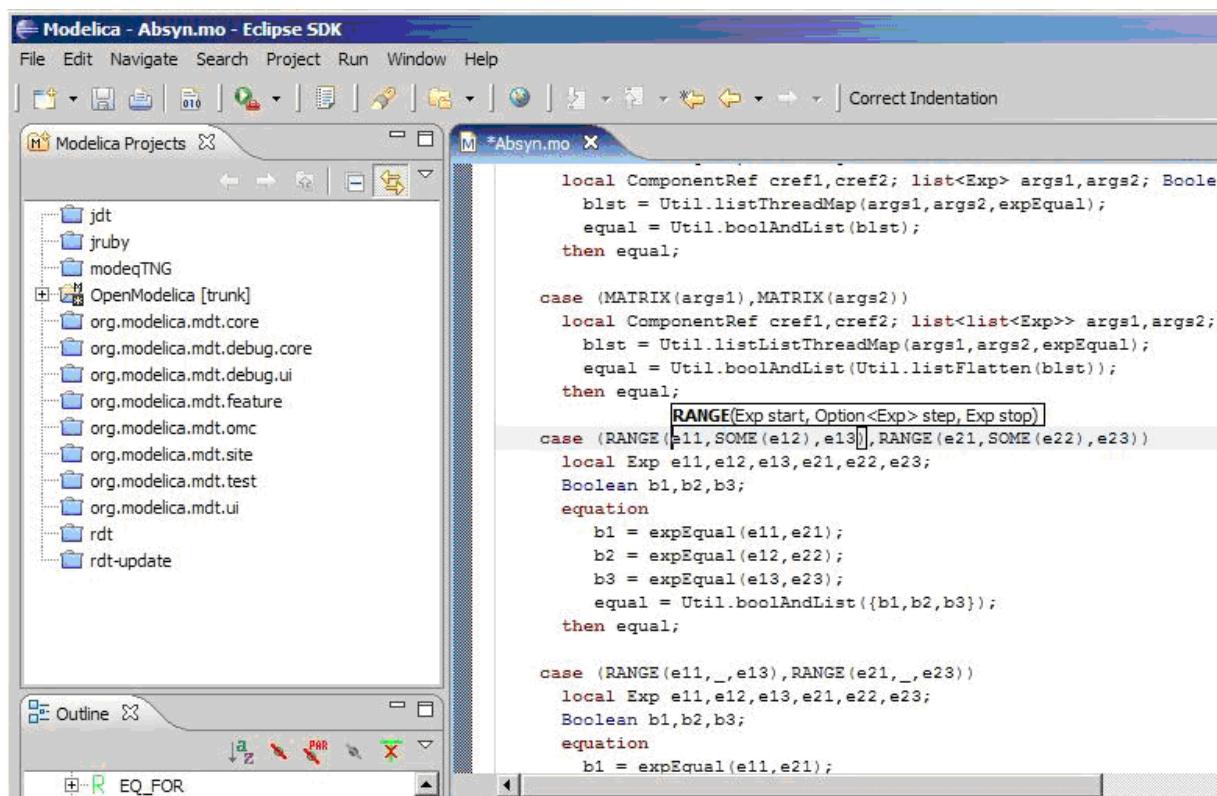 Modelica - Absyn.mo - Eclipse SDK
File Edit Navigate Search Project Run Window Help
010
Correct Indentation
Modelica Projects
jdt
jruby
modeqTNG
OpenModelica [trunk]
org.modelica.mdt.core
org.modelica.mdt.debug.core
org.modelica.mdt.debug.ui
org.modelica.mdt.feature
org.modelica.mdt.omc
org.modelica.mdt.site
org.modelica.mdt.test
org.modelica.mdt.ui
rdt
rdt-update
Outline
PAR
R EQ_FOR
M *Absyn.mo
local ComponentRef cref1,cref2; list<Exp> args1,args2; Boole
blst = Util.listThreadMap(args1,args2,expEqual);
equal = Util.boolAndList(blst);
then equal;
case (MATRIX(args1),MATRIX(args2))
local ComponentRef cref1,cref2; list<list<Exp>> args1,args2;
blst = Util.listListThreadMap(args1,args2,expEqual);
equal = Util.boolAndList(Util.listFlatten(blst));
then equal;
RANGE(Exp start, Option<Exp> step, Exp stop)
case (RANGE(e11,SOME(e12),e13),RANGE(e21,SOME(e22),e23))
local Exp e11,e12,e13,e21,e22,e23;
Boolean b1,b2,b3;
equation
b1 = expEqual(e11,e21);
b2 = expEqual(e12,e22);
b3 = expEqual(e13,e23);
equal = Util.boolAndList({b1,b2,b3});
then equal;
case (RANGE(e11,_,e13),RANGE(e21,_,e23))
local Exp e11,e12,e13,e21,e22,e23;
Boolean b1,b2,b3;
equation
b1 = expEqual(e11,e21);